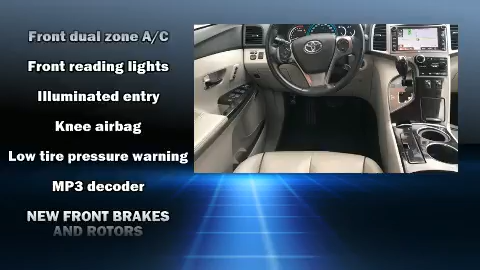 Front dual zone A/C
Front reading lights
Illuminated entry
Knee airbag
Low tire pressure warning
MP3 decoder
NEW FRONT BRAKES
AND ROTORS